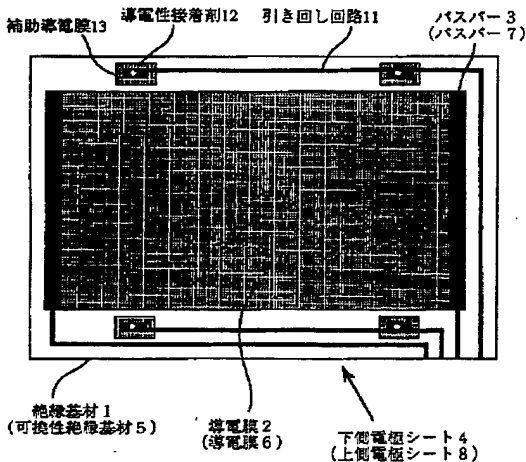 補助導電膜13
導電性接着剤12
引き回し回路11
バスバー3
(バスバー7)
絶縁基材1
(可撓性絶縁基材5)
導電膜2
(導電膜6)
下側電極シート4
(上側電極シート8)